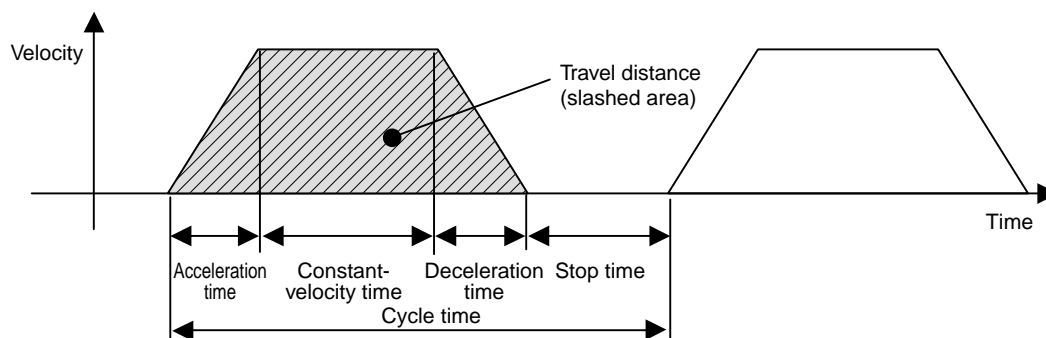 Velocity
Travel distance
(slashed area)
Time
Acceleration
time
Constant-
velocity time
Deceleration
time
Stop time
Cycle time